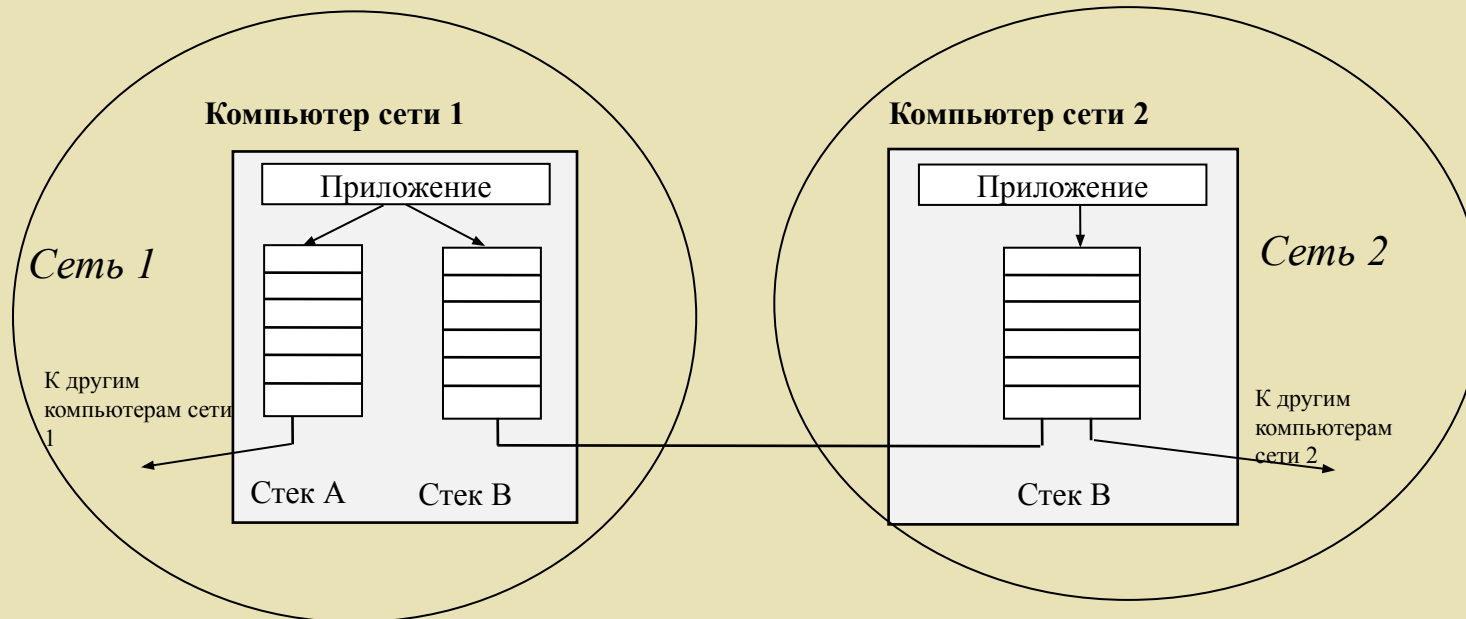 Компьютер сети 1
Приложение
Сеть 1
К другим
компьютерам сети
1
Стек A
Стек B
Компьютер сети 2
Приложение
Сеть 2
К другим
компьютерам
сети 2
Стек B